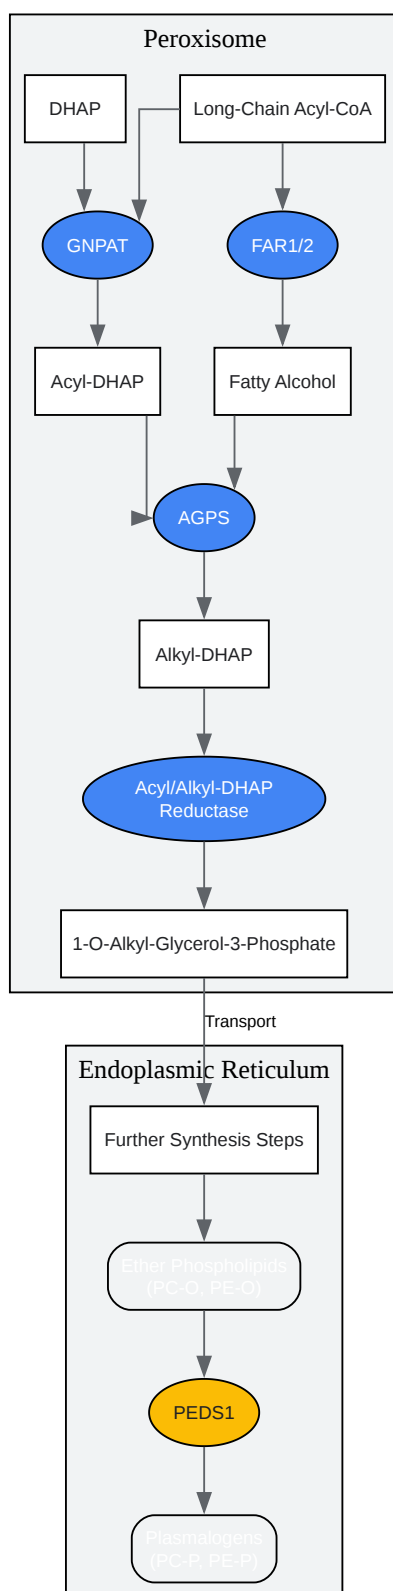 Peroxisome
DHAP
Long-Chain Acyl-CoA
GNPAT
FAR1/2
Acyl-DHAP
Fatty Alcohol
AGPS
Alkyl-DHAP
Acyl/Alkyl-DHAP
Reductase
1-O-Alkyl-Glycerol-3-Phosphate
Transport
Endoplasmic Reticulum
Further Synthesis Steps
Ether Phospholipids
(PC-O, PE-O)
PEDS1
Plasmalogens
(PC-P, PE-P)